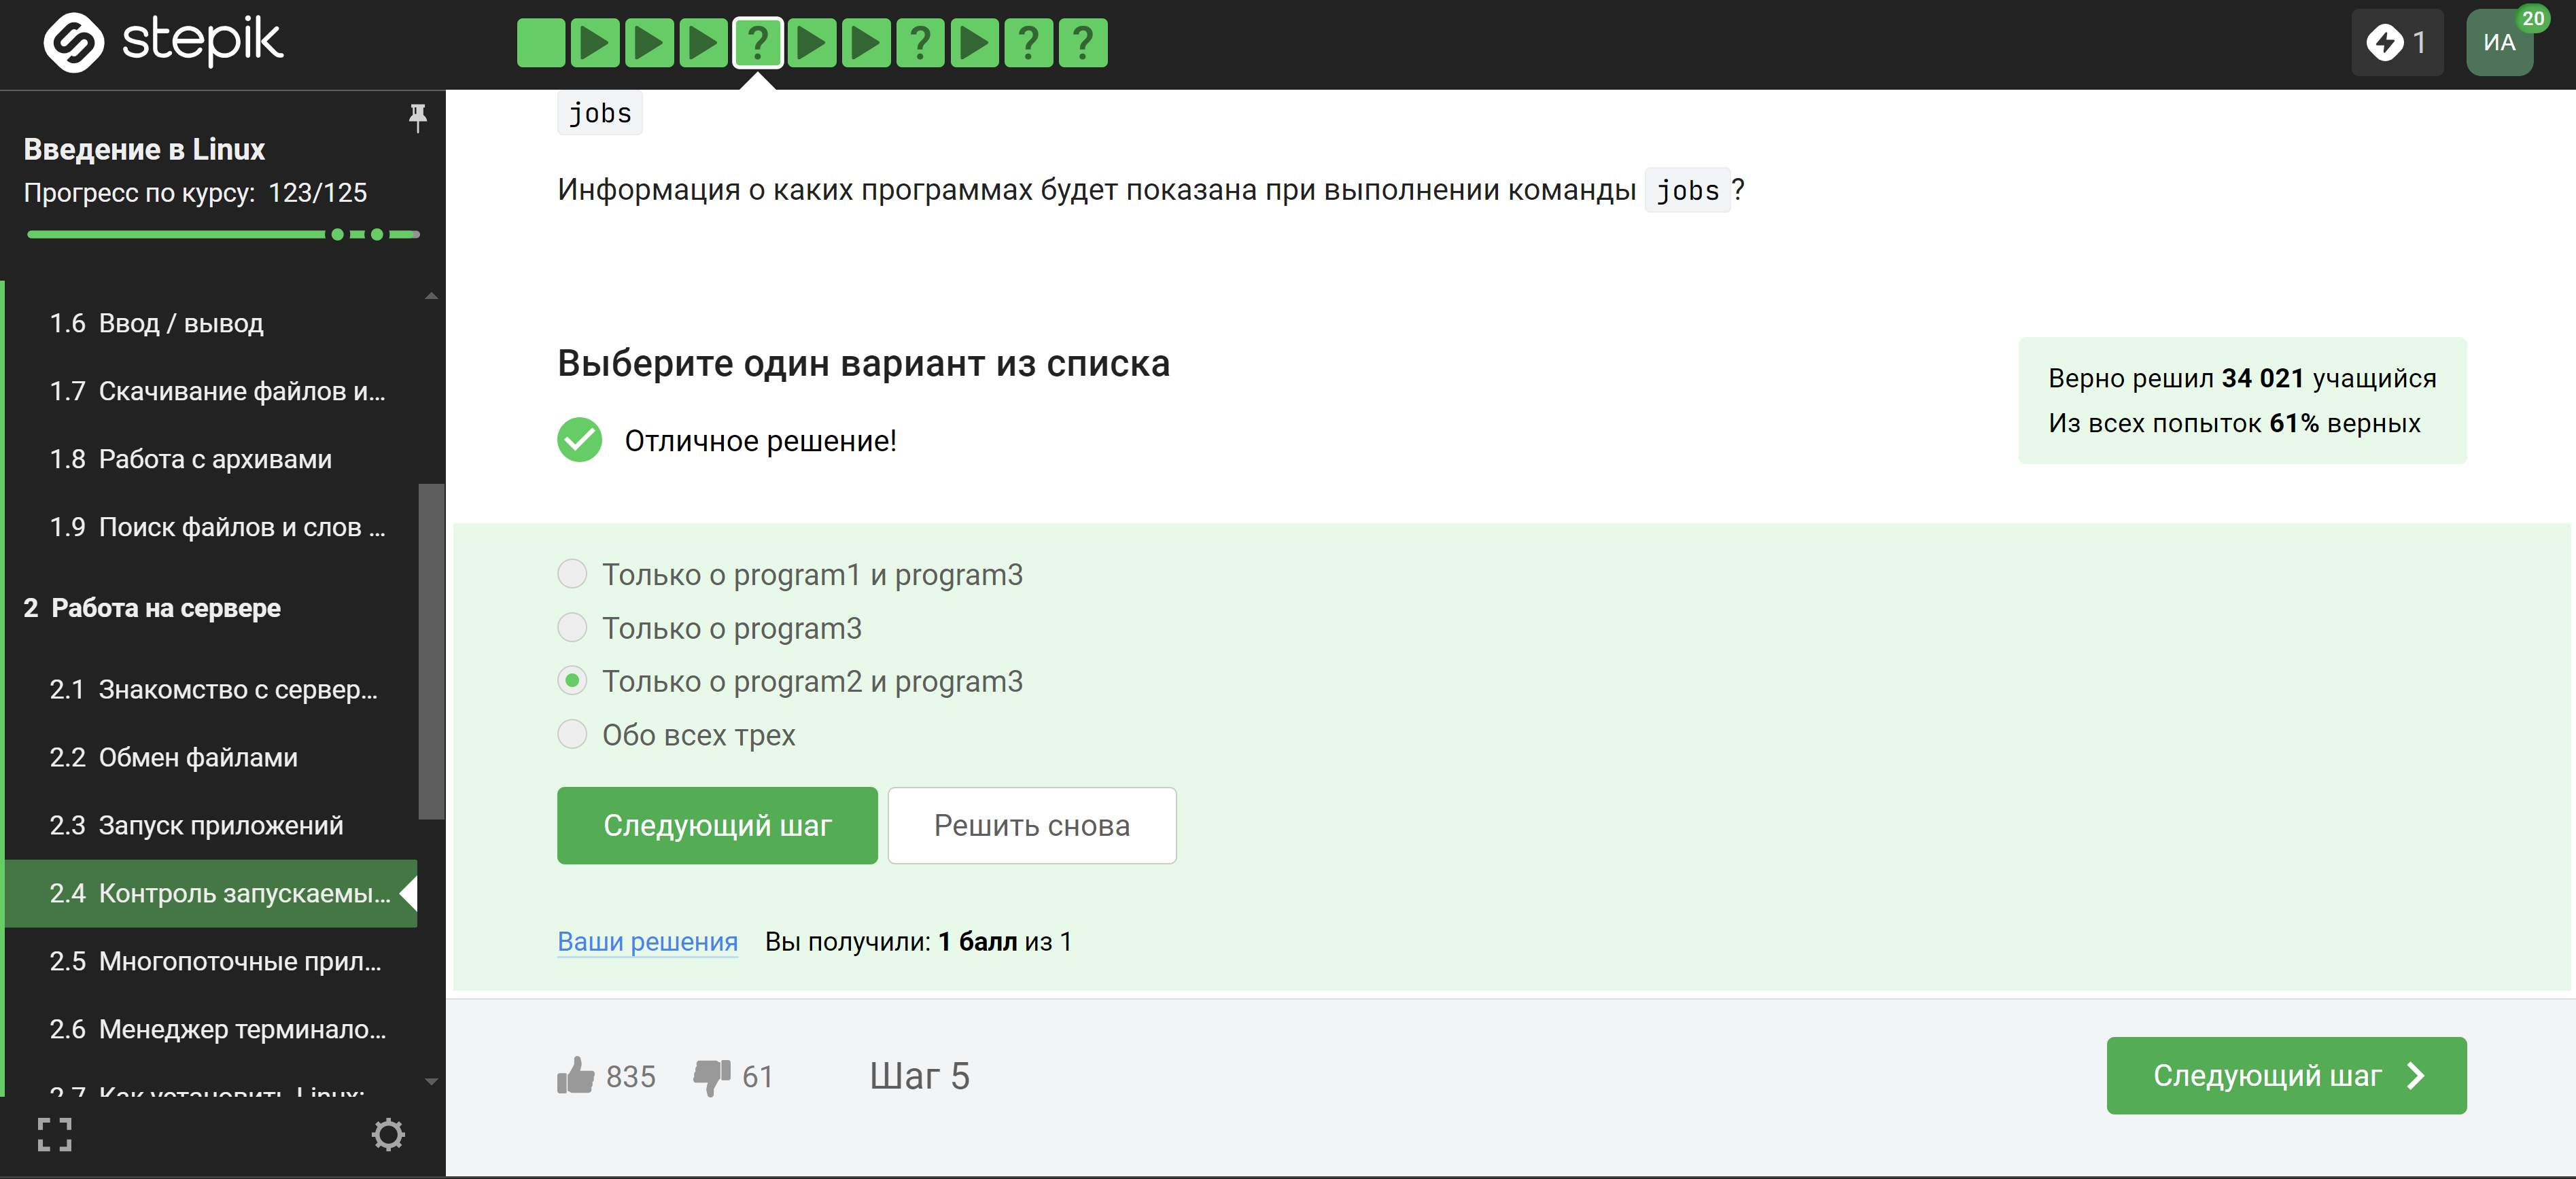 stepik
? ? ? ?
1
ИА
20
Введение в Linux
Прогресс по курсу: 123/125
1.6 Ввод / вывод
1.7 Скачивание файлов и...
1.8 Работа с архивами
1.9 Поиск файлов и слов ...
2 Работа на сервере
2.1 Знакомство с сервер...
2.2 Обмен файлами
2.3 Запуск приложений
2.4 Контроль запускаемы...
2.5 Многопоточные прил...
2.6 Менеджер терминало...
2.7 Как установить Linux:
jobs
Информация о каких программах будет показана при выполнении команды jobs?
Выберите один вариант из списка
Отличное решение!
Верно решил 34 021 учащийся
Из всех попыток 61% верных
Только о program1 и program3
Только о program3
Только о program2 и program3
Обо всех трех
Следующий шаг
Решить снова
Ваши решения Вы получили: 1 балл из 1
835 61 Шаг 5
Следующий шаг